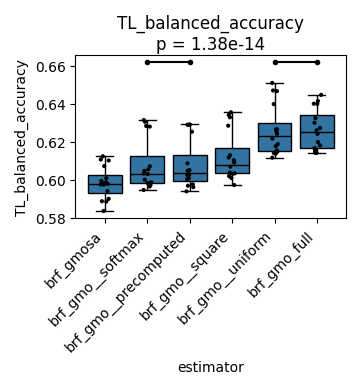 TL_balanced_accuracy
p = 1.38e-14
TL_balanced_accuracy
0.66
0.64
0.62
0.60
0.58
brf_gmosa
brf_gmo__softmax
brf_gmo__precomputed
brf_gmo__square
brf_gmo__uniform
brf_gmo_full
estimator